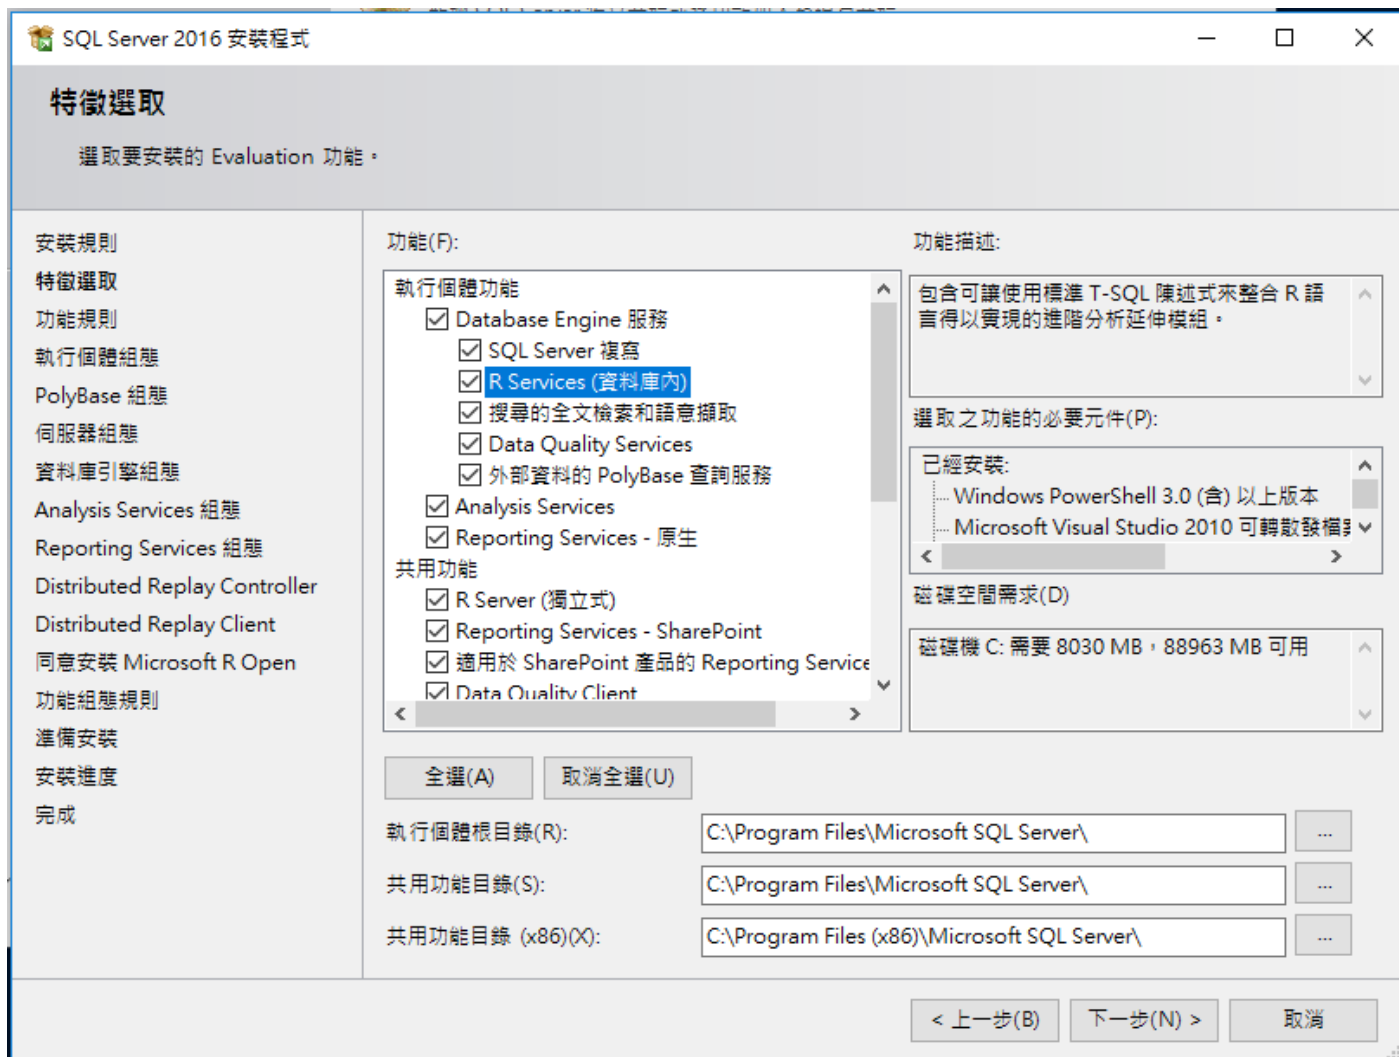 SQL Server 2016 安裝程式
特徵選取
選取要安裝的 Evaluation 功能。
安裝規則
特徵選取
功能規則
執行個體組態
PolyBase 組態
伺服器組態
資料庫引擎組態
Analysis Services 組態
Reporting Services 組態
Distributed Replay Controller
Distributed Replay Client
同意安裝 Microsoft R Open
功能組態規則
準備安裝
安裝進度
完成
功能(F):
執行個體功能
Database Engine 服務
SQL Server 複寫
R Services (資料庫內)
搜尋的全文檢索和語意擷取
Data Quality Services
外部資料的 PolyBase 查詢服務
Analysis Services
Reporting Services - 原生
共用功能
R Server (獨立式)
Reporting Services - SharePoint
適用於 SharePoint 產品的 Reporting Service
Data Quality Client
功能描述:
包含可讓使用標準 T-SQL 陳述式來整合 R 語
言得以實現的進階分析延伸模組。
選取之功能的必要元件(P):
已經安裝:
Windows PowerShell 3.0 (含) 以上版本
Microsoft Visual Studio 2010 可轉散發檔案
磁碟空間需求(D)
磁碟機 C: 需要 8030 MB，88963 MB 可用
全選(A)
取消全選(U)
執行個體根目錄(R):
C:\Program Files\Microsoft SQL Server\
...
共用功能目錄(S):
C:\Program Files\Microsoft SQL Server\
...
共用功能目錄 (x86)(X):
C:\Program Files (x86)\Microsoft SQL Server\
...
< 上一步(B)
下一步(N) >
取消